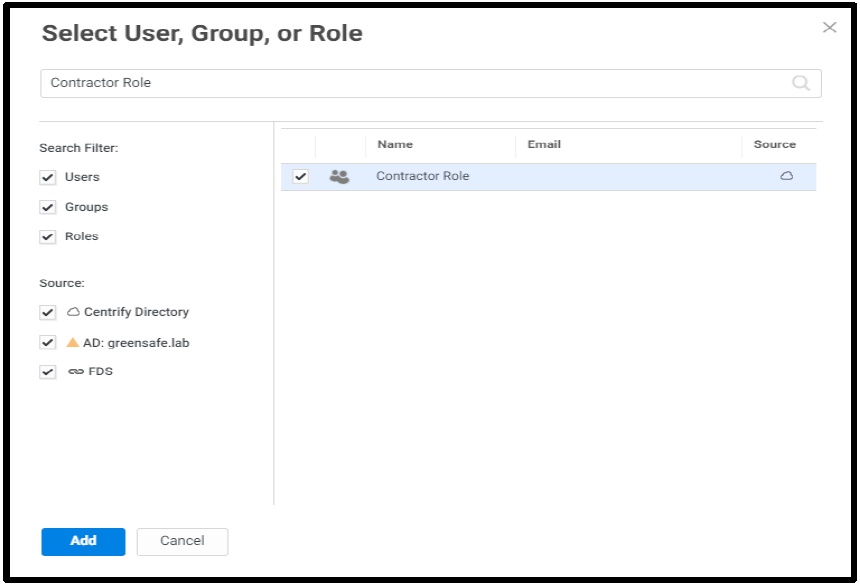 Select User, Group, or Role
Contractor Role
Search Filter:
Users
Groups
Roles
Source:
Centrify Directory
AD: greensafe.lab
FDS
Name Email Source
Contractor Role
Add Cancel